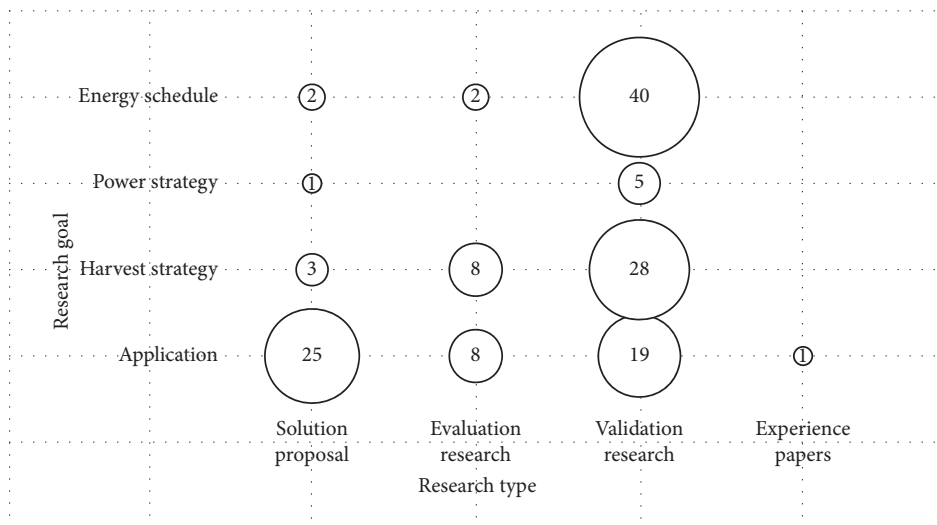 Energy schedule 2 2 40
Power strategy 1 5
Research goal
Harvest strategy 3 8 28
Application 25 8 19 1
Solution proposal
Evaluation research
Validation research
Experience papers
Research type